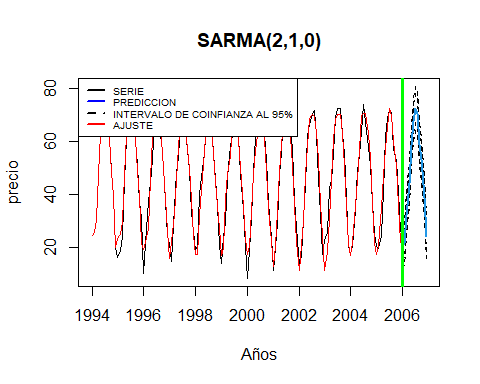 SARMA(2,1,0)
SERIE
PREDICCION
INTERVALO DE COINFIANZA AL 95%
AJUSTE
precio
80
60
40
20
1994 1996 1998 2000 2002 2004 2006
Años